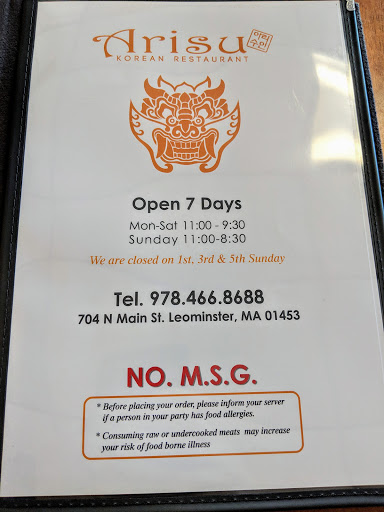 Arisu
아리
수미
KOREAN RESTAURANT
Open 7 Days
Mon-Sat 11:00 - 9:30
Sunday 11:00-8:30
We are closed on 1st, 3rd & 5th Sunday
Tel. 978.466.8688
704 N Main St. Leominster, MA 01453
NO. M.S.G.
* Before placing your order, please inform your server
if a person in your party has food allergies.
* Consuming raw or undercooked meats may increase
your risk of food borne illness